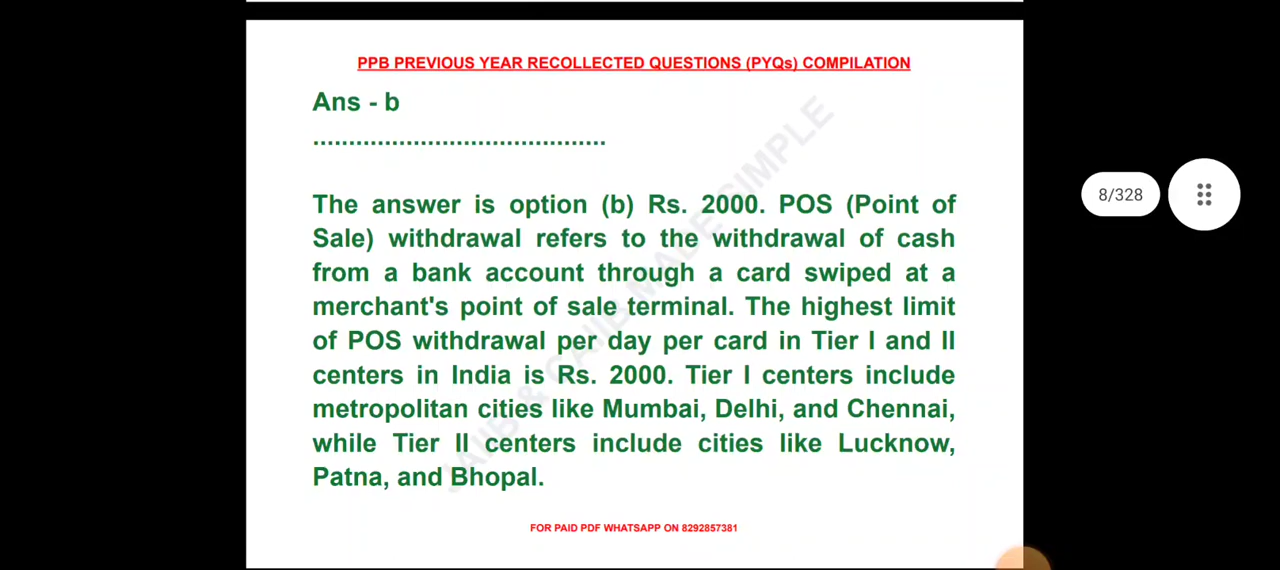 PPB PREVIOUS YEAR RECOLLECTED QUESTIONS (PYQs) COMPILATION
Ans - b
.........................................
The answer is option (b) Rs. 2000. POS (Point of
Sale) withdrawal refers to the withdrawal of cash
from a bank account through a card swiped at a
merchant's point of sale terminal. The highest limit
of POS withdrawal per day per card in Tier I and II
centers in India is Rs. 2000. Tier I centers include
metropolitan cities like Mumbai, Delhi, and Chennai,
while Tier II centers include cities like Lucknow,
Patna, and Bhopal.
JAIIB & CAIIB MADE SIMPLE
FOR PAID PDF WHATSAPP ON 8292857381
8/328